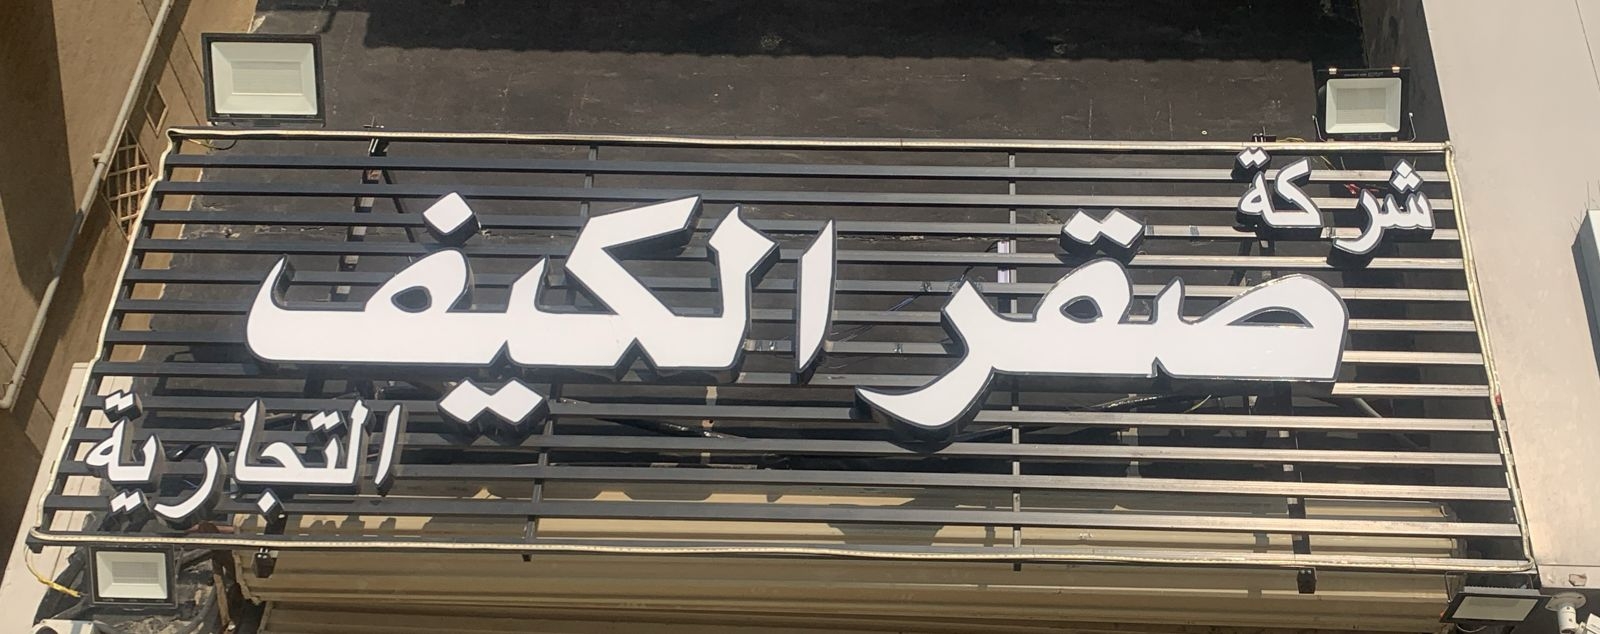 شركة
صقر الكيف
التجارية